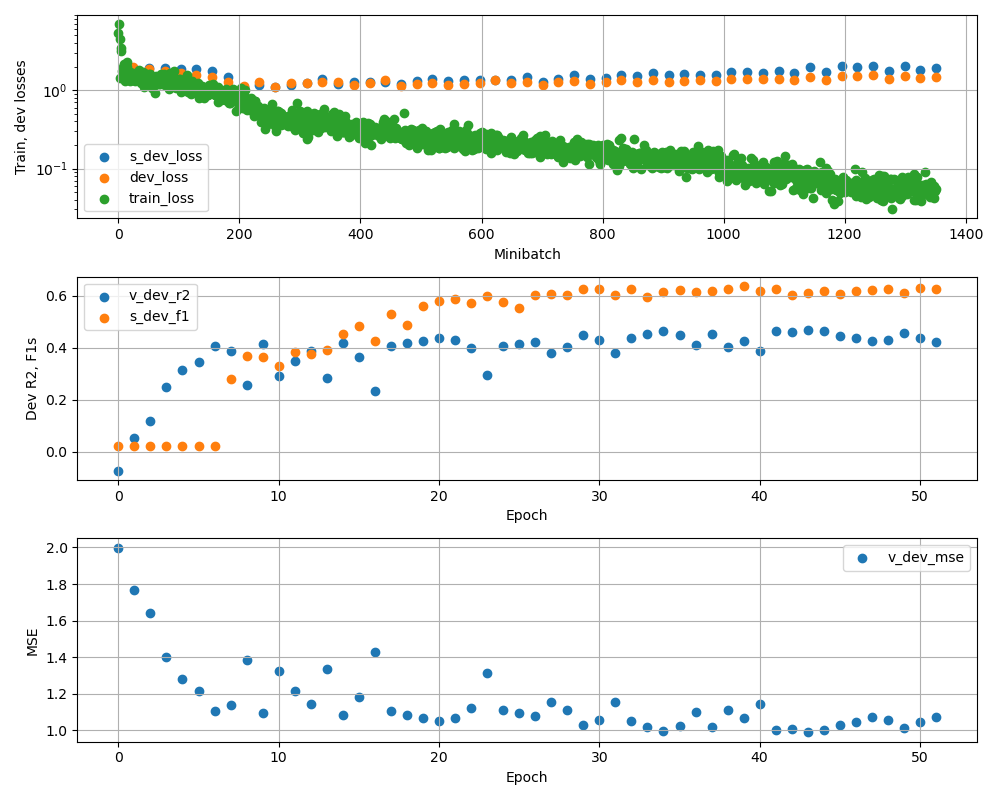 Train, dev losses
10⁰
10⁻¹
s_dev_loss
dev_loss
train_loss
0 200 400 600 800 1000 1200 1400
Minibatch
Dev R2, F1s
0.6
0.4
0.2
0.0
v_dev_r2
s_dev_f1
0 10 20 30 40 50
Epoch
MSE
2.0
1.8
1.6
1.4
1.2
1.0
v_dev_mse
0 10 20 30 40 50
Epoch